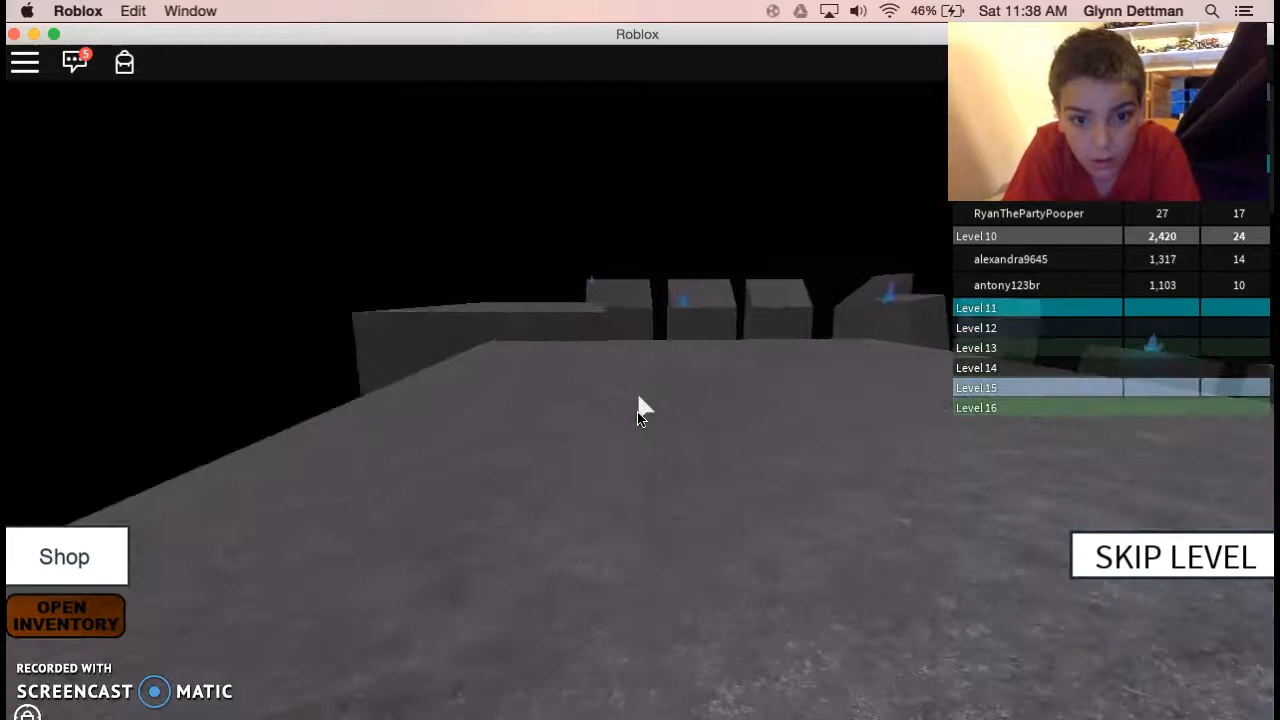 Roblox Edit Window 46% Sat 11:38 AM Glynn Dettman
Roblox
5
RyanThePartyPooper 27 17
Level 10 2,420 24
alexandra9645 1,317 14
antony123br 1,103 10
Level 11
Level 12
Level 13
Level 14
Level 15
Level 16
Shop
SKIP LEVEL
OPEN
INVENTORY
RECORDED WITH
SCREENCAST MATIC